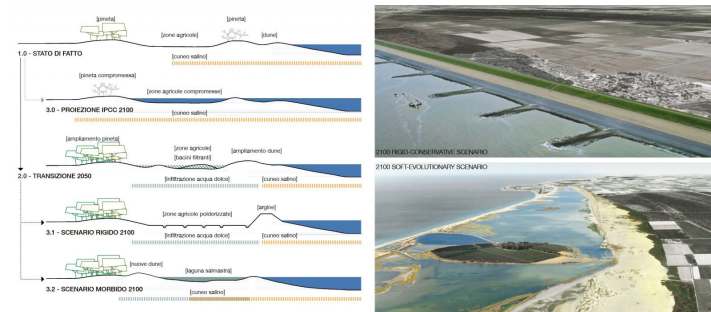 [pineta]
[pineta]
[zone agricole]
[dune]
1.0 - STATO DI FATTO
[cuneo salino]
[pineta compromessa]
[zone agricole compromesse]
3.0 - PROIEZIONE IPCC 2100
[cuneo salino]
[ampliamento pineta]
[zone agricole]
[bacini filtranti]
[ampliamento dune]
2.0 - TRANSIZIONE 2050
[infiltrazione acqua dolce]
[cuneo salino]
[argine]
[zone agricole polderizzate]
3.1 - SCENARIO RIGIDO 2100
[infiltrazione acqua dolce]
[cuneo salino]
[nuove dune]
[laguna salmastra]
3.2 - SCENARIO MORBIDO 2100
[cuneo salino]
2100 RIGID-CONSERVATIVE SCENARIO
2100 SOFT-EVOLUTIONARY SCENARIO